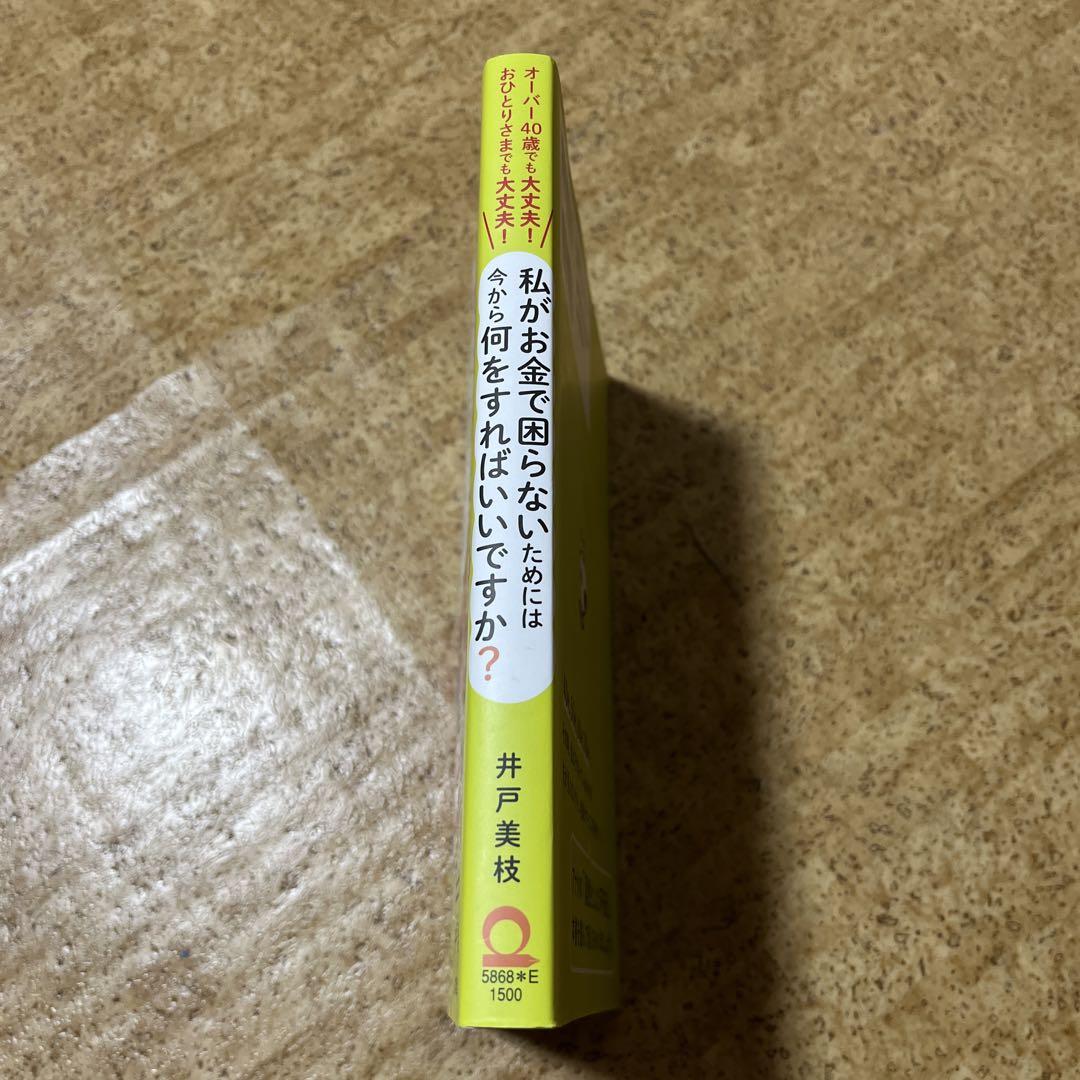 オーバー40歳でも大丈夫！
おひとりさまでも大丈夫！
私がお金で困らないためには
今から何をすればいいですか？
井戸美枝
5868＊E
1500